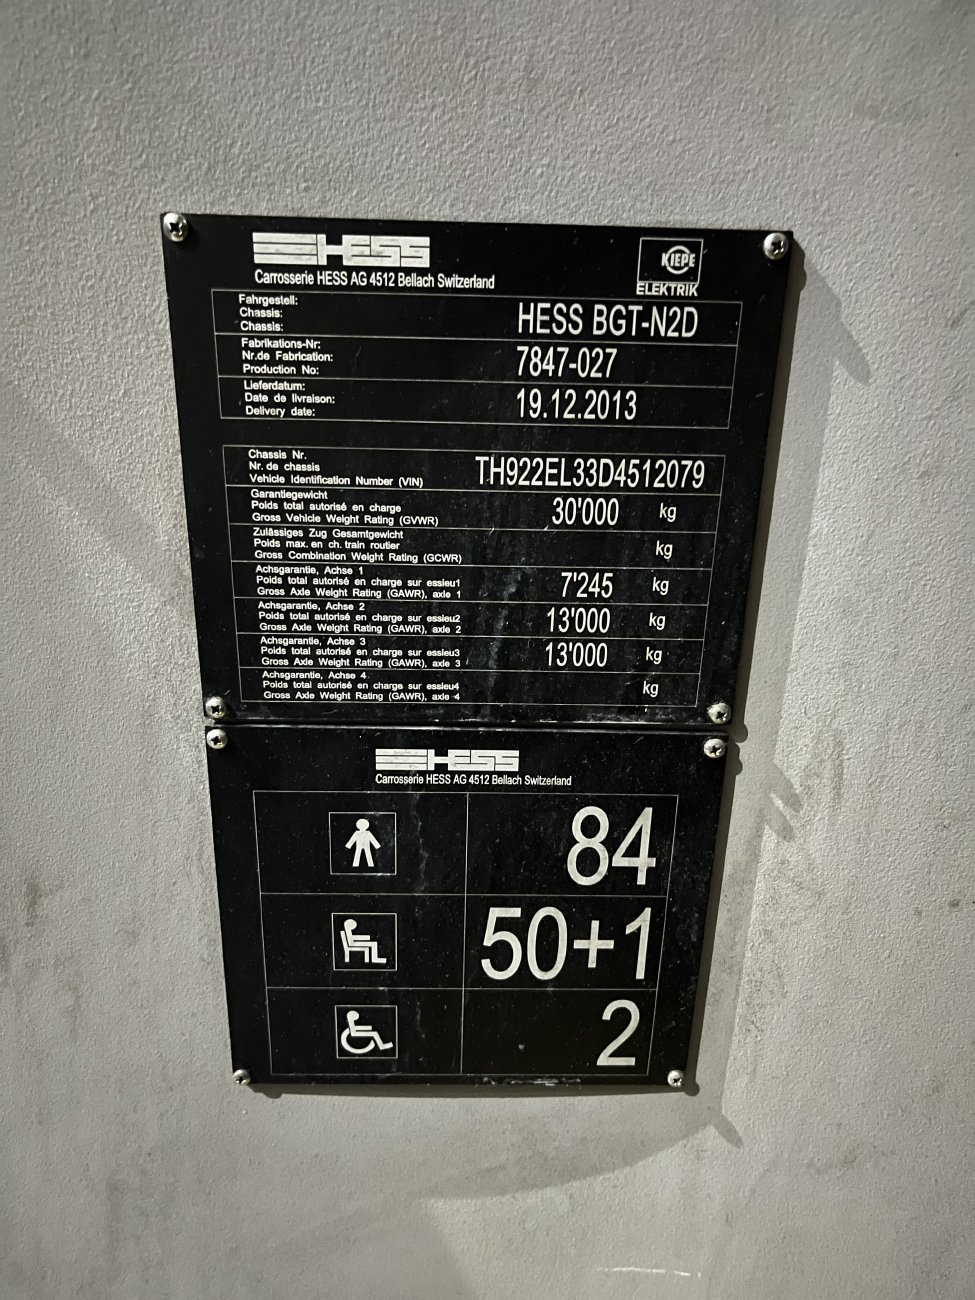 HESS
Carrosserie HESS AG 4512 Bellach Switzerland
KIEPE
ELEKTRIK
Fahrgestell:
Chassis:
Chassis:
HESS BGT-N2D
Fabrikations-Nr:
Nr.de Fabrication:
Production No:
7847-027
Lieferdatum:
Date de livraison:
Delivery date:
19.12.2013
Chassis Nr.
Nr. de chassis
Vehicle Identification Number (VIN)
TH922EL33D4512079
Garantiegewicht
Poids total autorisé en charge
Gross Vehicle Weight Rating (GVWR)
30'000 kg
Zulässiges Zug Gesamtgewicht
Poids max. en ch. train routier
Gross Combination Weight Rating (GCWR)
kg
Achsgarantie, Achse 1
Poids total autorisé en charge sur essieu1
Gross Axle Weight Rating (GAWR), axle 1
7'245 kg
Achsgarantie, Achse 2
Poids total autorisé en charge sur essieu2
Gross Axle Weight Rating (GAWR), axle 2
13'000 kg
Achsgarantie, Achse 3
Poids total autorisé en charge sur essieu3
Gross Axle Weight Rating (GAWR), axle 3
13'000 kg
Achsgarantie, Achse 4
Poids total autorisé en charge sur essieu4
Gross Axle Weight Rating (GAWR), axle 4
kg
HESS
Carrosserie HESS AG 4512 Bellach Switzerland
84
50+1
2